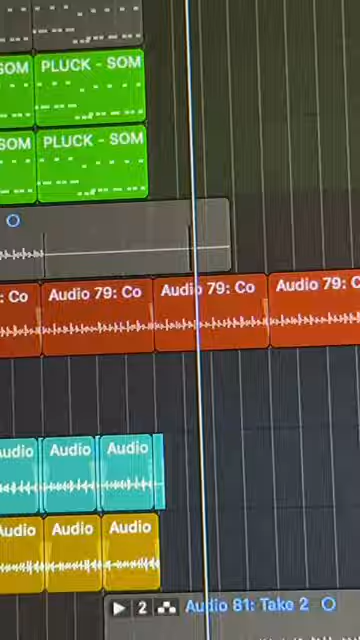 SOM PLUCK - SOM
SOM PLUCK - SOM
: Co Audio 79: Co Audio 79: Co Audio 79: C
udio Audio Audio
Audio Audio Audio
2 Audio 81: Take 2